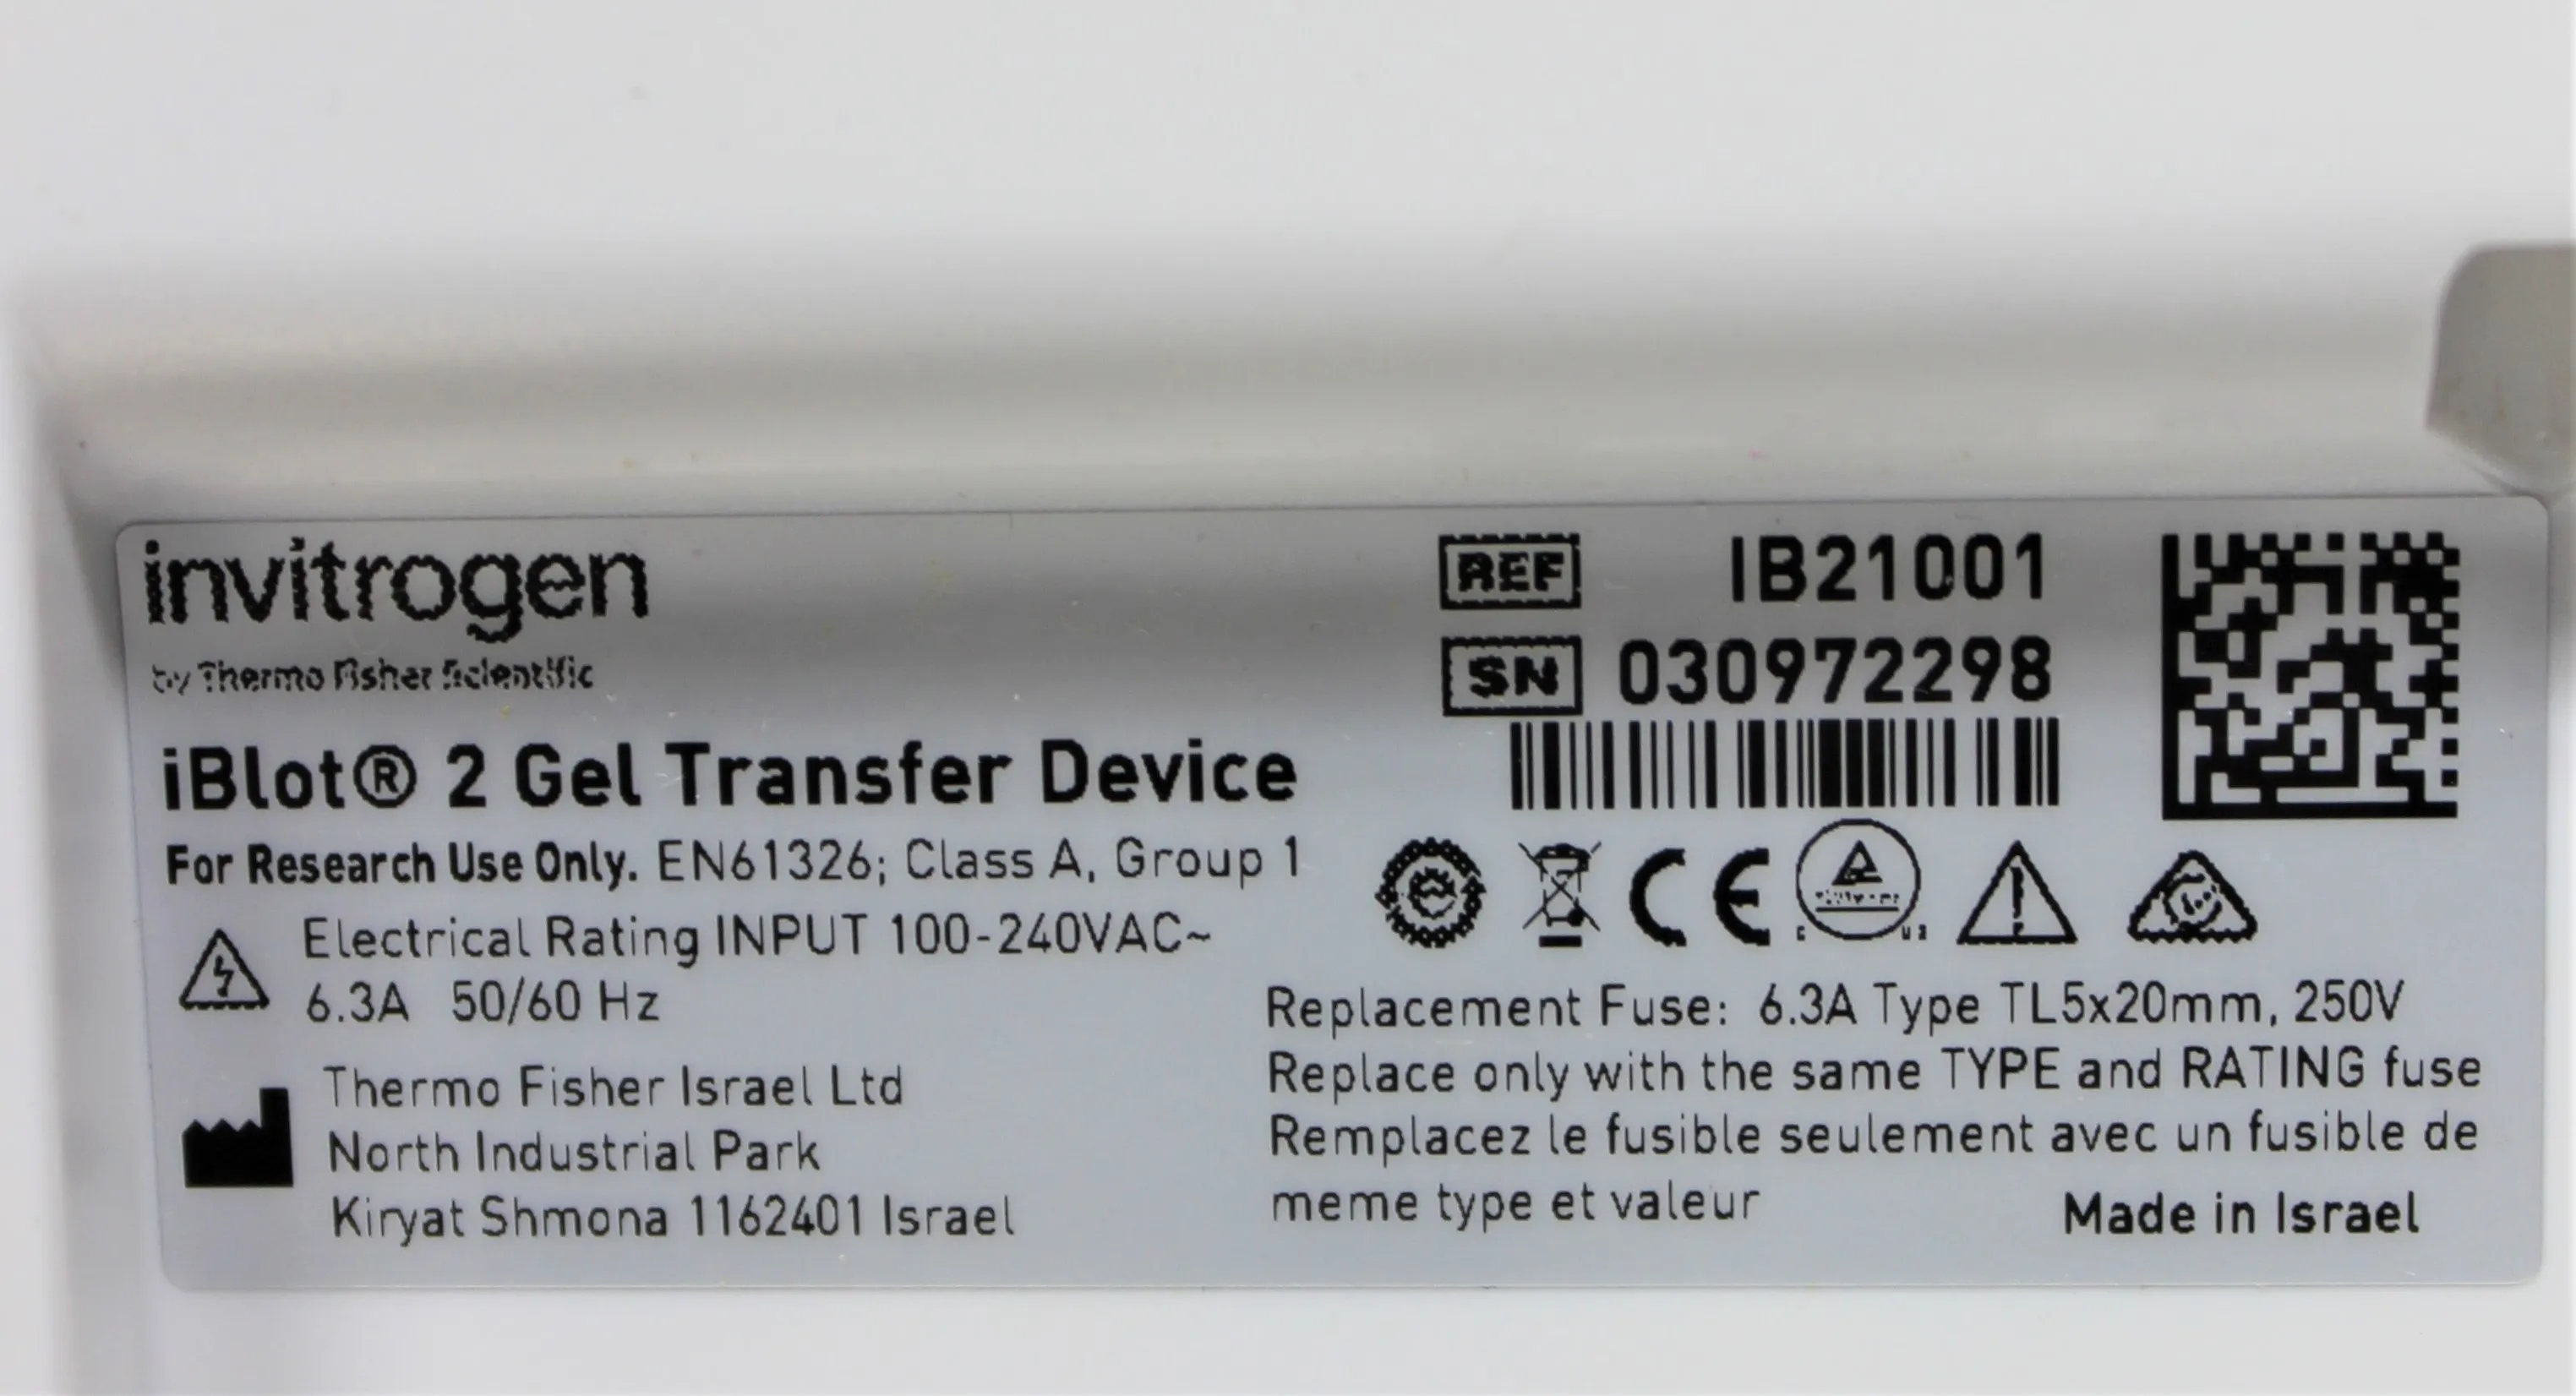 invitrogen
by Thermo Fisher Scientific
iBlot® 2 Gel Transfer Device
For Research Use Only. EN61326; Class A, Group 1
Electrical Rating INPUT 100-240VAC~
6.3A 50/60 Hz
Thermo Fisher Israel Ltd
North Industrial Park
Kiryat Shmona 1162401 Israel
REF IB21001
SN 030972298
CE
c us
Replacement Fuse: 6.3A Type TL5x20mm, 250V
Replace only with the same TYPE and RATING fuse
Remplacez le fusible seulement avec un fusible de
meme type et valeur
Made in Israel